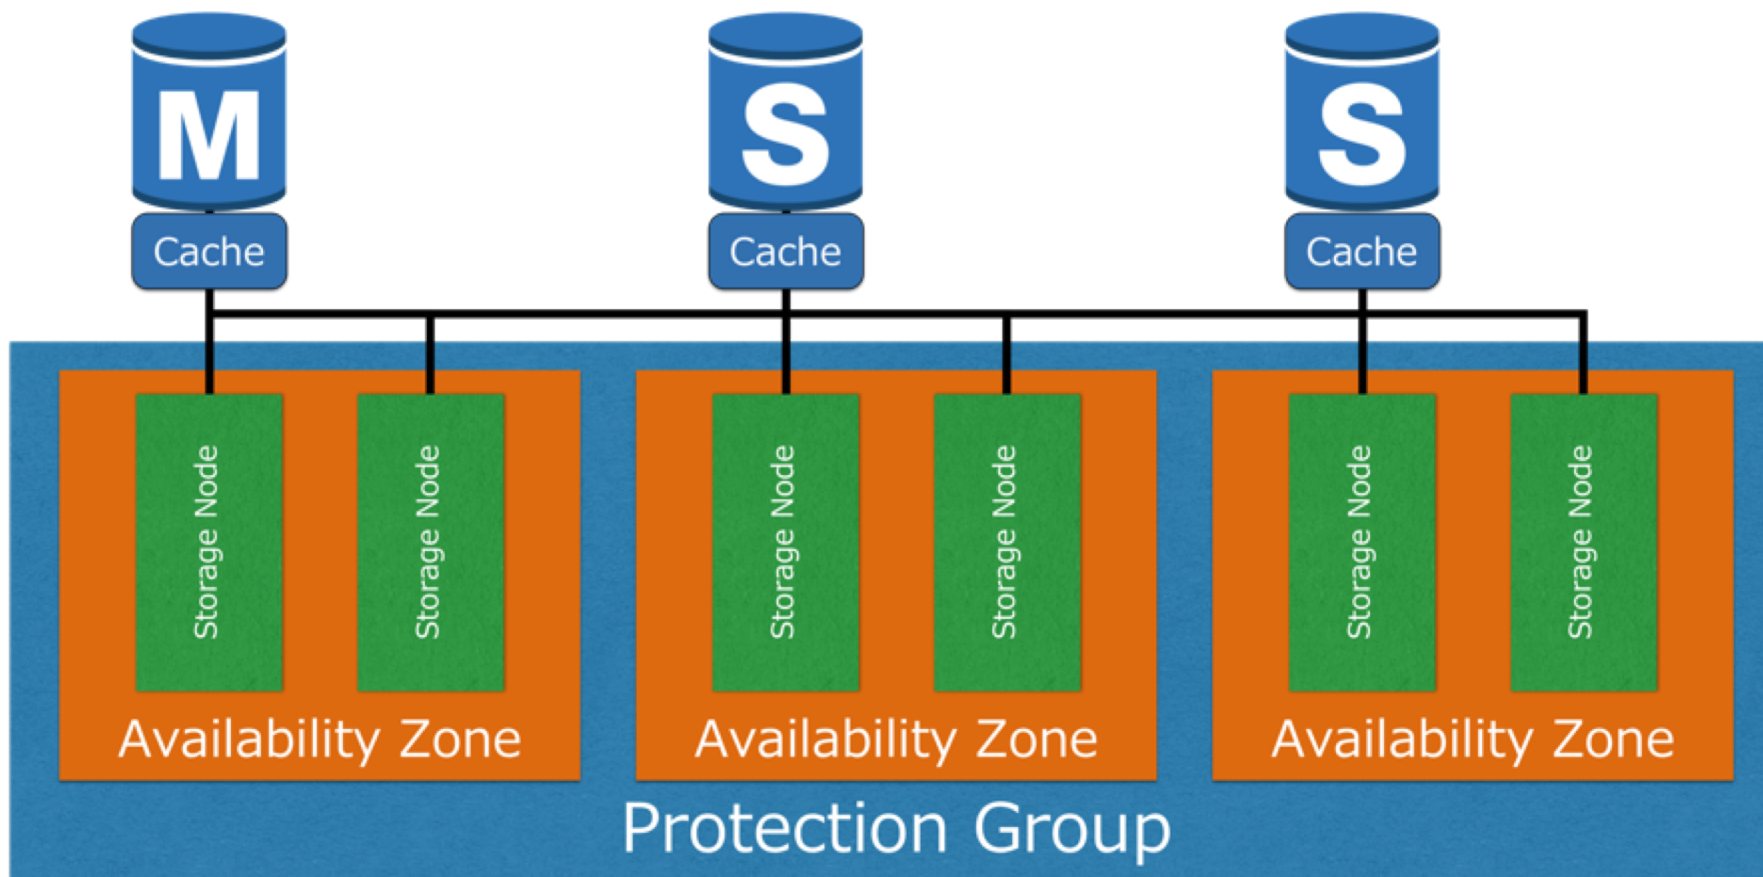 M
S
S
Cache
Cache
Cache
Storage Node
Storage Node
Storage Node
Storage Node
Storage Node
Storage Node
Availability Zone
Availability Zone
Availability Zone
Protection Group